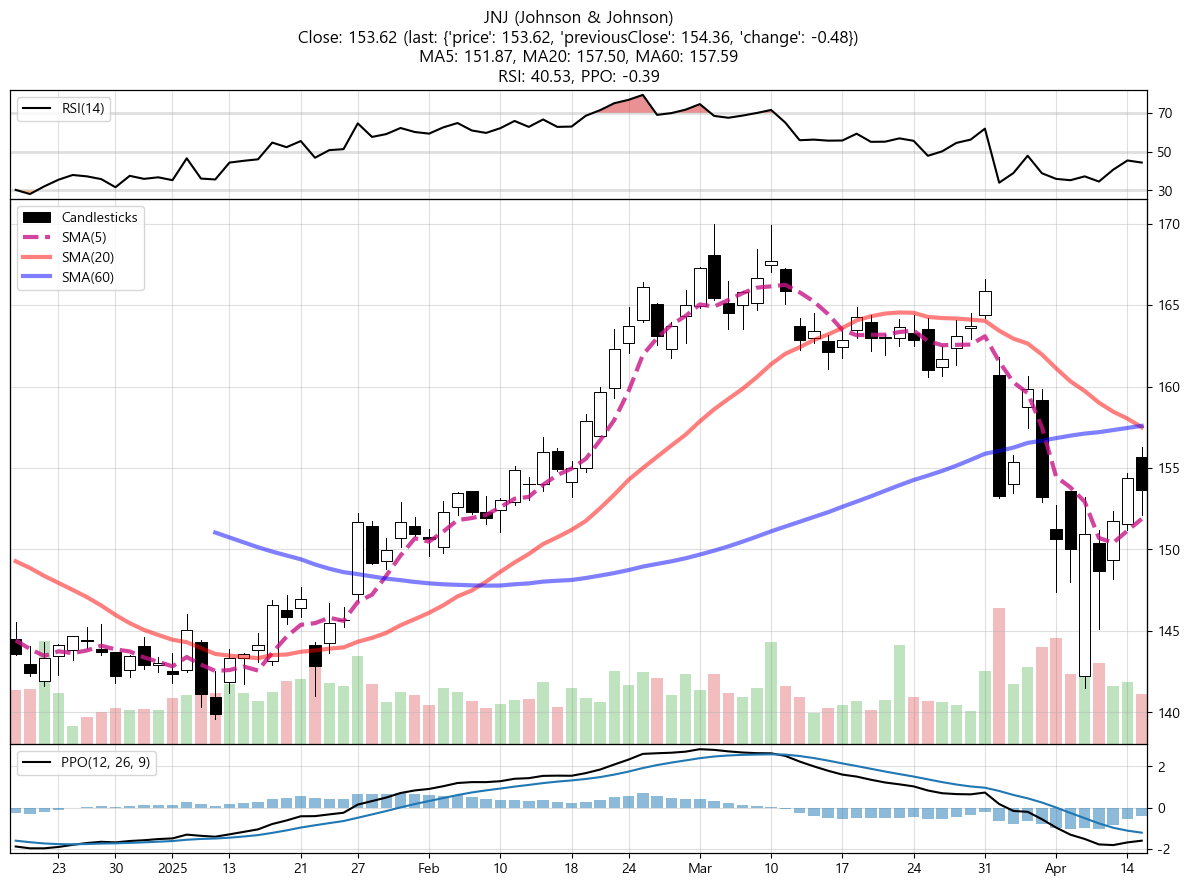 JNJ (Johnson & Johnson)
Close: 153.62 (last: {'price': 153.62, 'previousClose': 154.36, 'change': -0.48})
MA5: 151.87, MA20: 157.50, MA60: 157.59
RSI: 40.53, PPO: -0.39
RSI(14)
70
50
30
Candlesticks
SMA(5)
SMA(20)
SMA(60)
170
165
160
155
150
145
140
PPO(12, 26, 9)
2
0
-2
23 30 2025 13 21 27 Feb 10 18 24 Mar 10 17 24 31 Apr 14